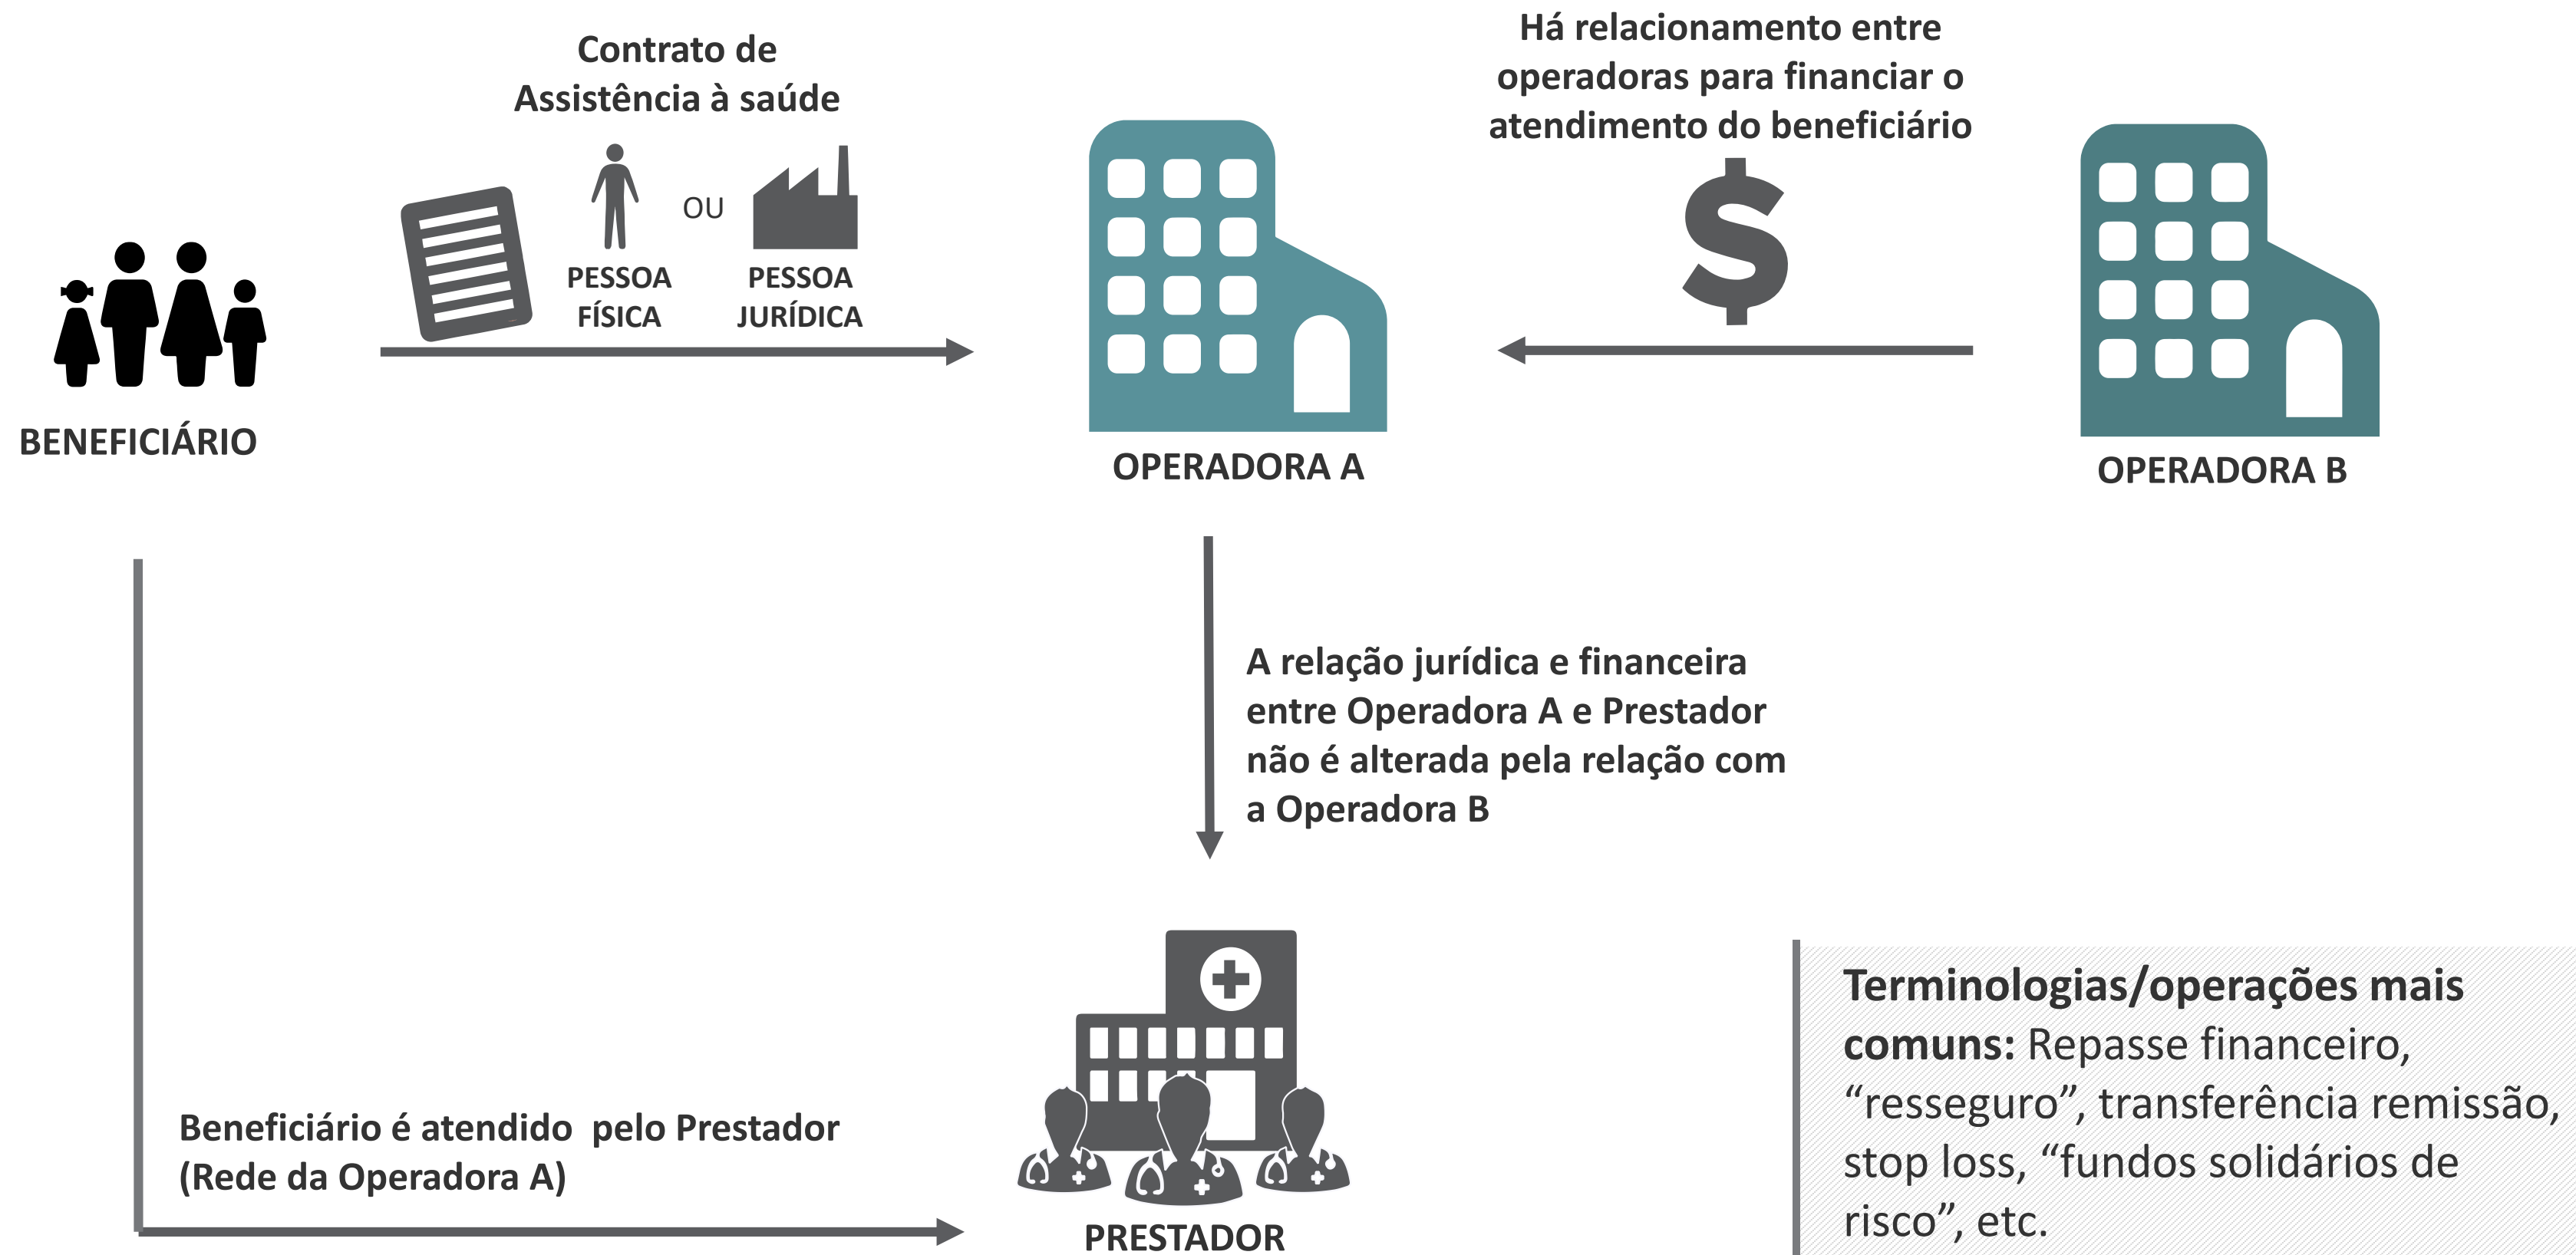 Contrato de
Assistência à saúde
OU
PESSOA
FÍSICA
PESSOA
JURÍDICA
BENEFICIÁRIO
Há relacionamento entre
operadoras para financiar o
atendimento do beneficiário
$
OPERADORA A
OPERADORA B
A relação jurídica e financeira
entre Operadora A e Prestador
não é alterada pela relação com
a Operadora B
Beneficiário é atendido  pelo Prestador
(Rede da Operadora A)
PRESTADOR
Terminologias/operações mais
comuns: Repasse financeiro,
“resseguro”, transferência remissão,
stop loss, “fundos solidários de
risco”, etc.